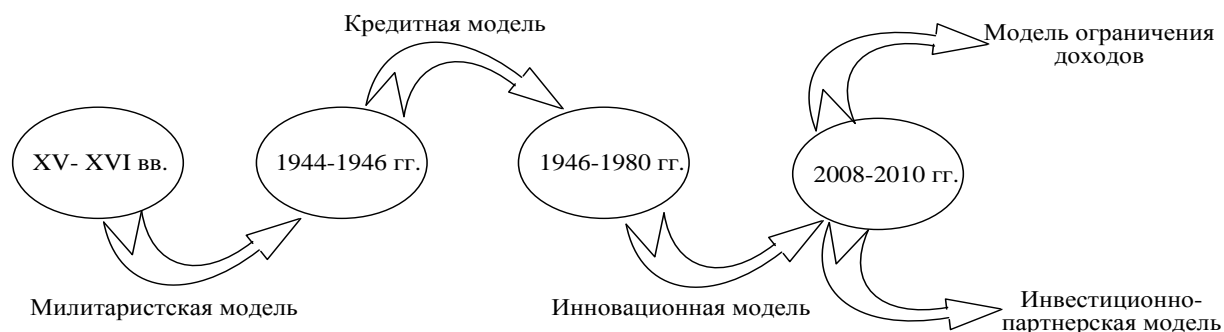 Кредитная модель
Модель ограничения
доходов
XV- XVI вв.
1944-1946 гг.
1946-1980 гг.
2008-2010 гг.
Милитаристская модель
Инновационная модель
Инвестиционно-
партнерская модель